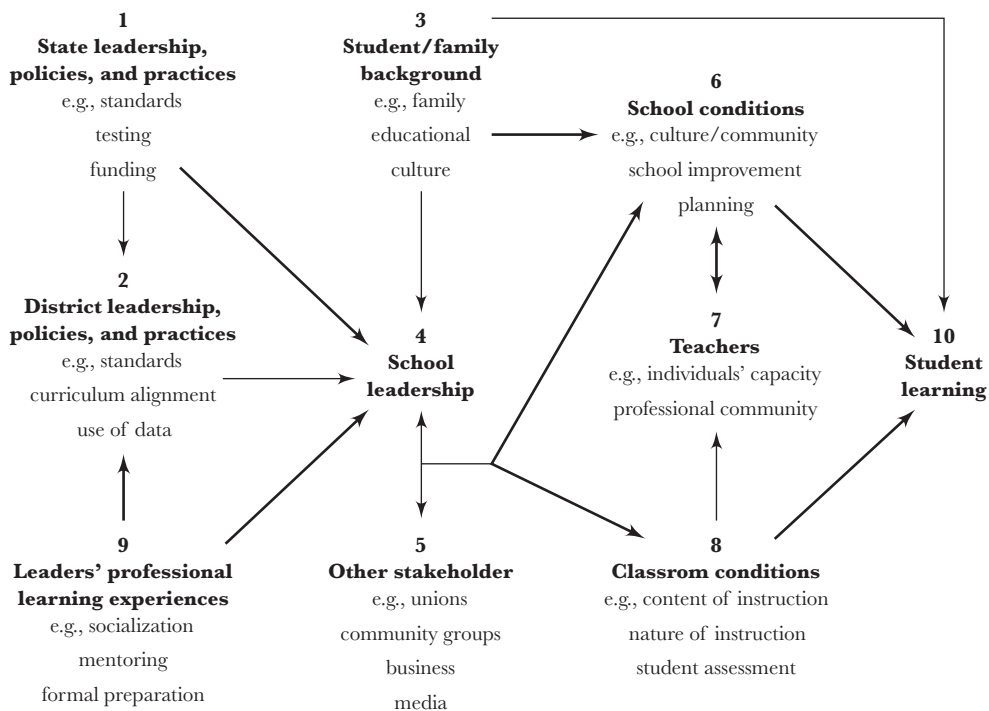 1
State leadership,
policies, and practices
e.g., standards
testing
funding
3
Student/family
background
e.g., family
educational
culture
6
School conditions
e.g., culture/community
school improvement
planning
2
District leadership,
policies, and practices
e.g., standards
curriculum alignment
use of data
4
School
leadership
7
Teachers
e.g., individuals’ capacity
professional community
10
Student
learning
9
Leaders’ professional
learning experiences
e.g., socialization
mentoring
formal preparation
5
Other stakeholder
e.g., unions
community groups
business
media
8
Classrom conditions
e.g., content of instruction
nature of instruction
student assessment